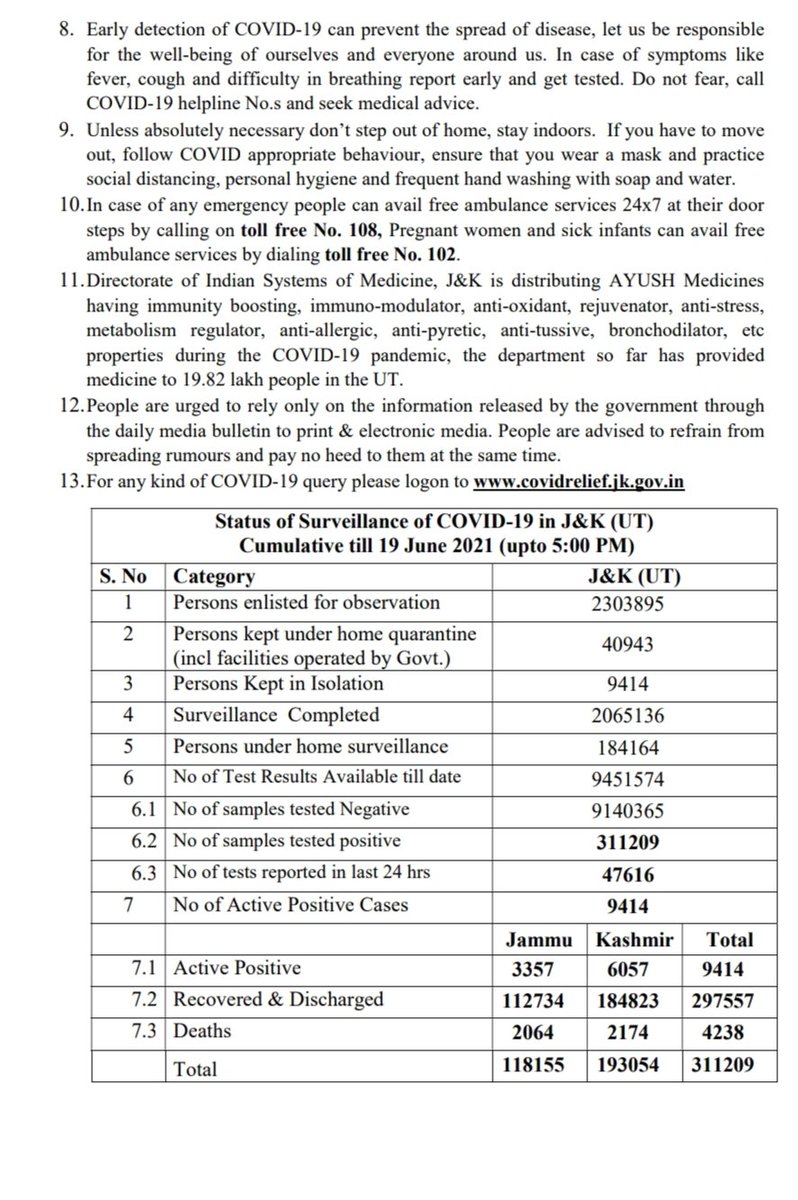 8. Early detection of COVID-19 can prevent the spread of disease, let us be responsible
for the well-being of ourselves and everyone around us. In case of symptoms like
fever, cough and difficulty in breathing report early and get tested. Do not fear, call
COVID-19 helpline No.s and seek medical advice.
9. Unless absolutely necessary don’t step out of home, stay indoors. If you have to move
out, follow COVID appropriate behaviour, ensure that you wear a mask and practice
social distancing, personal hygiene and frequent hand washing with soap and water.
10.In case of any emergency people can avail free ambulance services 24x7 at their door
steps by calling on toll free No. 108, Pregnant women and sick infants can avail free
ambulance services by dialing toll free No. 102.
11.Directorate of Indian Systems of Medicine, J&K is distributing AYUSH Medicines
having immunity boosting, immuno-modulator, anti-oxidant, rejuvenator, anti-stress,
metabolism regulator, anti-allergic, anti-pyretic, anti-tussive, bronchodilator, etc
properties during the COVID-19 pandemic, the department so far has provided
medicine to 19.82 lakh people in the UT.
12.People are urged to rely only on the information released by the government through
the daily media bulletin to print & electronic media. People are advised to refrain from
spreading rumours and pay no heed to them at the same time.
13.For any kind of COVID-19 query please logon to www.covidrelief.jk.gov.in
Status of Surveillance of COVID-19 in J&K (UT)
Cumulative till 19 June 2021 (upto 5:00 PM)
S. No Category J&K (UT)
1 Persons enlisted for observation 2303895
2 Persons kept under home quarantine
(incl facilities operated by Govt.) 40943
3 Persons Kept in Isolation 9414
4 Surveillance Completed 2065136
5 Persons under home surveillance 184164
6 No of Test Results Available till date 9451574
6.1 No of samples tested Negative 9140365
6.2 No of samples tested positive 311209
6.3 No of tests reported in last 24 hrs 47616
7 No of Active Positive Cases 9414
Jammu Kashmir Total
7.1 Active Positive 3357 6057 9414
7.2 Recovered & Discharged 112734 184823 297557
7.3 Deaths 2064 2174 4238
Total 118155 193054 311209